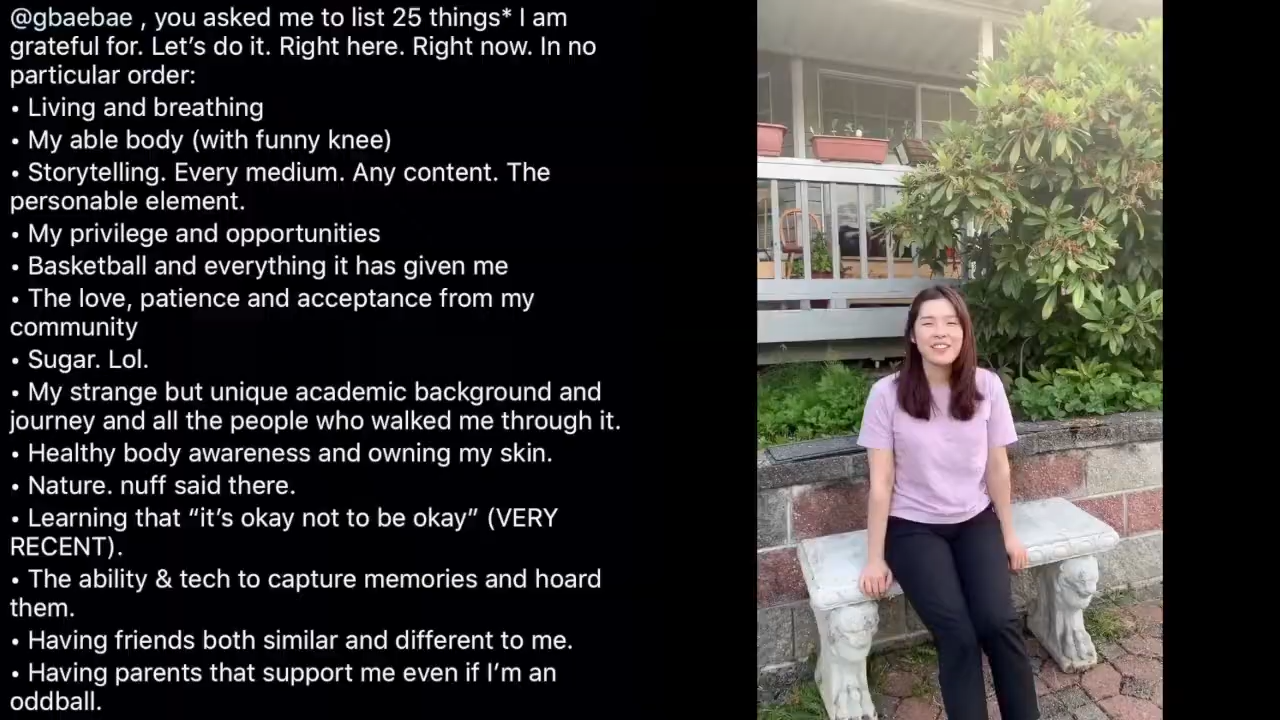 @gbaebae , you asked me to list 25 things* I am
grateful for. Let’s do it. Right here. Right now. In no
particular order:
• Living and breathing
• My able body (with funny knee)
• Storytelling. Every medium. Any content. The
personable element.
• My privilege and opportunities
• Basketball and everything it has given me
• The love, patience and acceptance from my
community
• Sugar. Lol.
• My strange but unique academic background and
journey and all the people who walked me through it.
• Healthy body awareness and owning my skin.
• Nature. nuff said there.
• Learning that “it’s okay not to be okay” (VERY
RECENT).
• The ability & tech to capture memories and hoard
them.
• Having friends both similar and different to me.
• Having parents that support me even if I’m an
oddball.